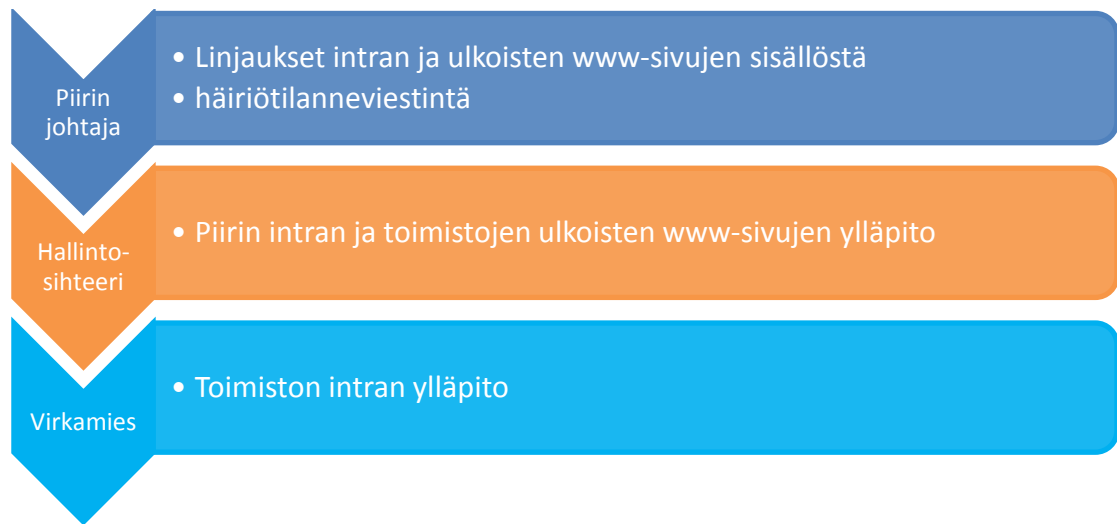 Piirin
johtaja
• Linjaukset intran ja ulkoisten www-sivujen sisällöstä
• häiriötilanneviestintä
Hallinto-
sihteeri
• Piirin intran ja toimistojen ulkoisten www-sivujen ylläpito
Virkamies
• Toimiston intran ylläpito